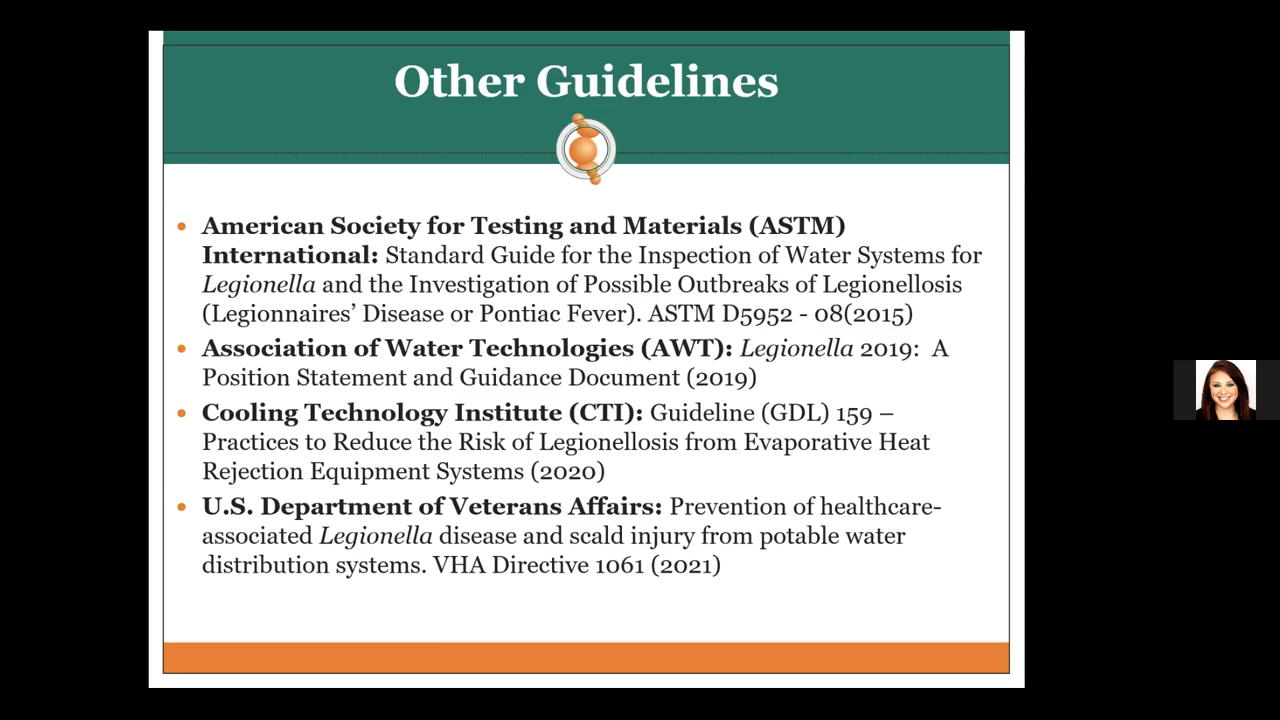 Other Guidelines
• American Society for Testing and Materials (ASTM)
International: Standard Guide for the Inspection of Water Systems for
Legionella and the Investigation of Possible Outbreaks of Legionellosis
(Legionnaires’ Disease or Pontiac Fever). ASTM D5952 - 08(2015)
• Association of Water Technologies (AWT): Legionella 2019:  A
Position Statement and Guidance Document (2019)
• Cooling Technology Institute (CTI): Guideline (GDL) 159 –
Practices to Reduce the Risk of Legionellosis from Evaporative Heat
Rejection Equipment Systems (2020)
• U.S. Department of Veterans Affairs: Prevention of healthcare-
associated Legionella disease and scald injury from potable water
distribution systems. VHA Directive 1061 (2021)